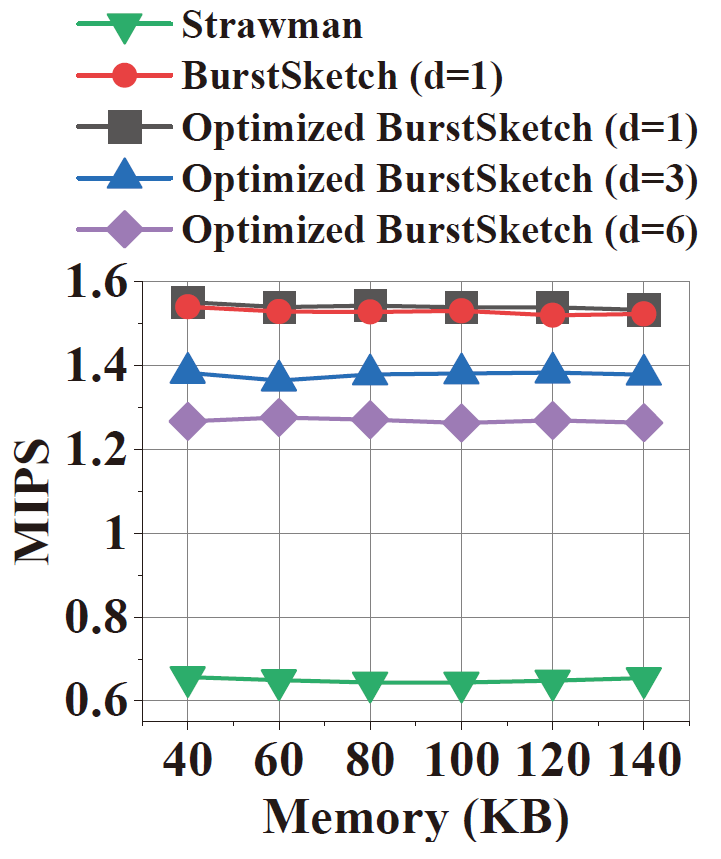 Strawman
BurstSketch (d=1)
Optimized BurstSketch (d=1)
Optimized BurstSketch (d=3)
Optimized BurstSketch (d=6)
1.6
1.4
1.2
1
0.8
0.6
MIPS
40 60 80 100 120 140
Memory (KB)